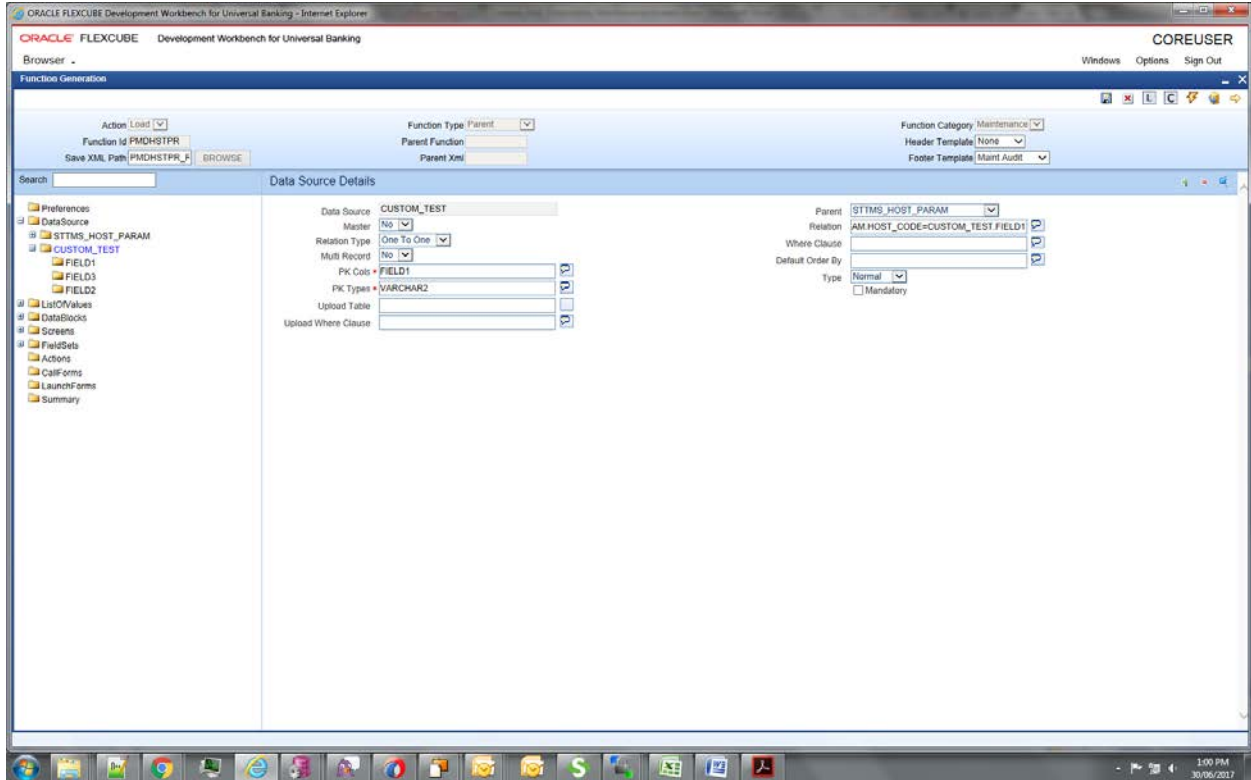 ORACLE FLEXCUBE Development Workbench for Universal Banking - Internet Explorer
ORACLE FLEXCUBE Development Workbench for Universal Banking COREUSER
Browser Windows Options Sign Out
Function Generation
L C
Action Load Function Type Parent Function Category Maintenance
Function Id PMDHSTPR Parent Function Header Template None
Save XML Path PMDHSTPR_F BROWSE Parent Xml Footer Template Maint Audit
Search Data Source Details
Preferences
DataSource
STTMS_HOST_PARAM
CUSTOM_TEST
FIELD1
FIELD3
FIELD2
ListOfValues
DataBlocks
Screens
FieldSets
Actions
CallForms
LaunchForms
Summary
Data Source CUSTOM_TEST Parent STTMS_HOST_PARAM
Master No Relation AM.HOST_CODE=CUSTOM_TEST.FIELD1
Relation Type One To One Where Clause
Multi Record No Default Order By
PK Cols * FIELD1 Type Normal
PK Types * VARCHAR2 Mandatory
Upload Table
Upload Where Clause
1:00 PM
30/06/2017